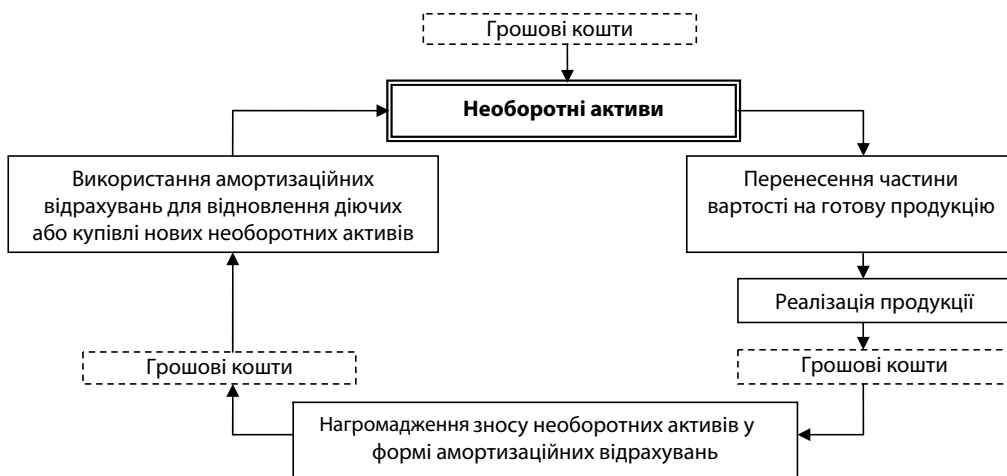 Грошові кошти
Необоротні активи
Використання амортизаційних
відрахувань для відновлення діючих
або купівлі нових необоротних активів
Перенесення частини
вартості на готову продукцію
Реалізація продукції
Грошові кошти
Грошові кошти
Нагромадження зносу необоротних активів у
формі амортизаційних відрахувань